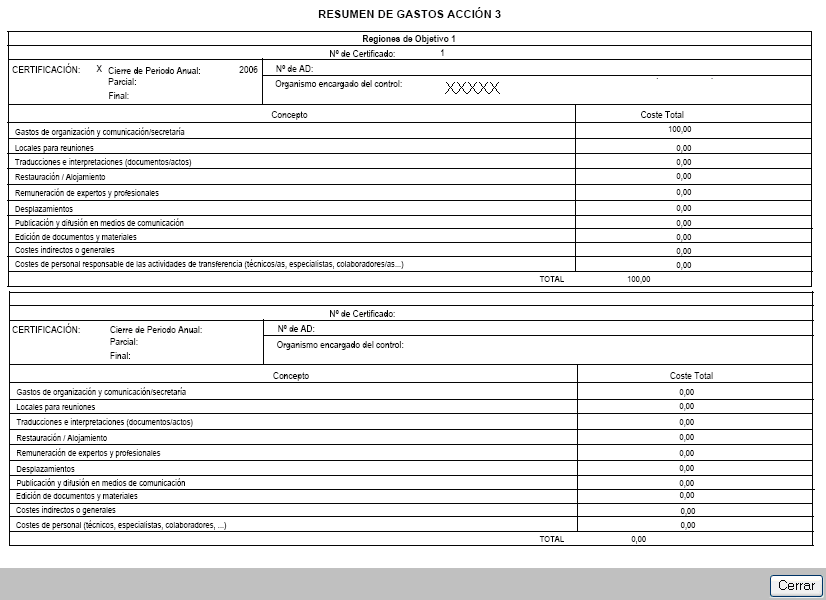 RESUMEN DE GASTOS ACCIÓN 3
Regiones de Objetivo 1
Nº de Certificado: 1
CERTIFICACIÓN: X Cierre de Periodo Anual: 2006 Nº de AD:
Parcial: Organismo encargado del control: XXXXX
Final:
Concepto Coste Total
Gastos de organización y comunicación/secretaría 100,00
Locales para reuniones 0,00
Traducciones e interpretaciones (documentos/actos) 0,00
Restauración / Alojamiento 0,00
Remuneración de expertos y profesionales 0,00
Desplazamientos 0,00
Publicación y difusión en medios de comunicación 0,00
Edición de documentos y materiales 0,00
Costes indirectos o generales 0,00
Costes de personal responsable de las actividades de transferencia (técnicos/as, especialistas, colaboradores/as...) 0,00
TOTAL 100,00
Nº de Certificado:
CERTIFICACIÓN: Cierre de Periodo Anual: Nº de AD:
Parcial: Organismo encargado del control:
Final:
Concepto Coste Total
Gastos de organización y comunicación/secretaría 0,00
Locales para reuniones 0,00
Traducciones e interpretaciones (documentos/actos) 0,00
Restauración / Alojamiento 0,00
Remuneración de expertos y profesionales 0,00
Desplazamientos 0,00
Publicación y difusión en medios de comunicación 0,00
Edición de documentos y materiales 0,00
Costes indirectos o generales 0,00
Costes de personal (técnicos, especialistas, colaboradores, ...) 0,00
TOTAL 0,00
Cerrar